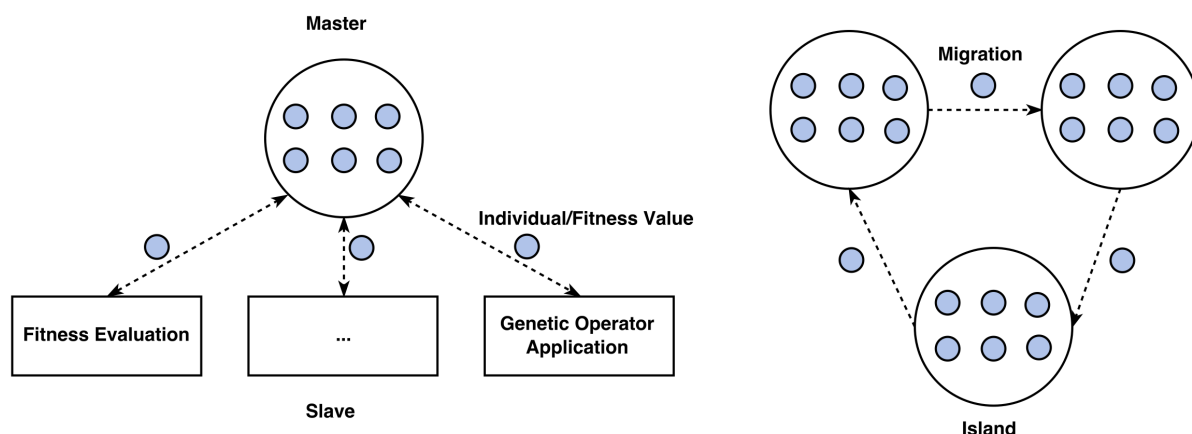 Master
Individual/Fitness Value
Fitness Evaluation
...
Genetic Operator
Application
Slave
Migration
Island